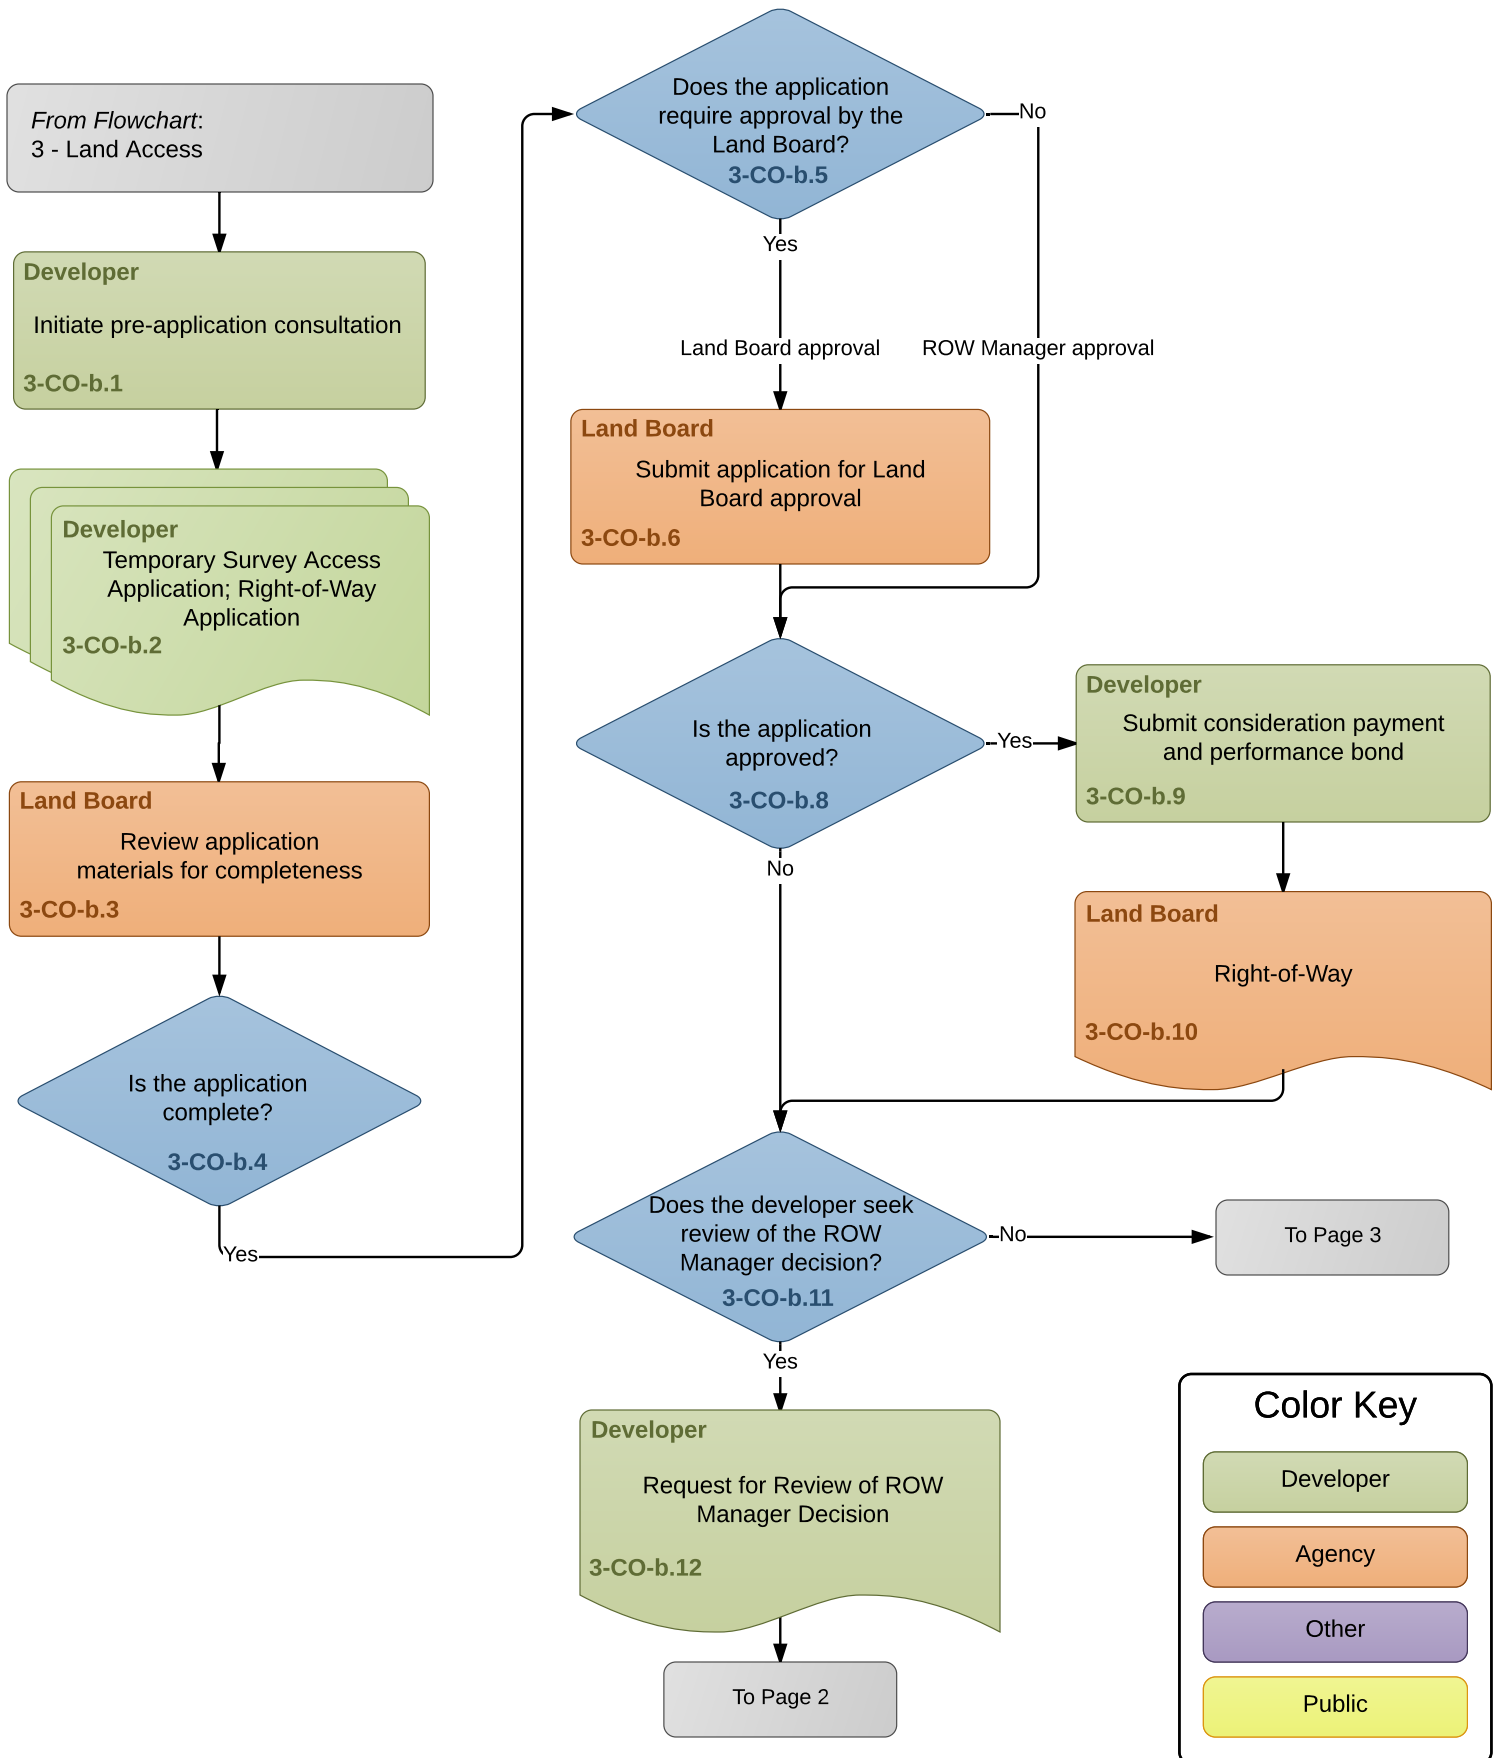 From Flowchart:
3 - Land Access
Developer
Initiate pre-application consultation
3-CO-b.1
Developer
Temporary Survey Access
Application; Right-of-Way
Application
3-CO-b.2
Land Board
Review application
materials for completeness
3-CO-b.3
Is the application
complete?
3-CO-b.4
Yes
Does the application
require approval by the
Land Board?
3-CO-b.5
No
Yes
Land Board approval
ROW Manager approval
Land Board
Submit application for Land
Board approval
3-CO-b.6
Is the application
approved?
3-CO-b.8
Yes
No
Developer
Submit consideration payment
and performance bond
3-CO-b.9
Land Board
Right-of-Way
3-CO-b.10
Does the developer seek
review of the ROW
Manager decision?
3-CO-b.11
No
To Page 3
Yes
Developer
Request for Review of ROW
Manager Decision
3-CO-b.12
To Page 2
Color Key
Developer
Agency
Other
Public